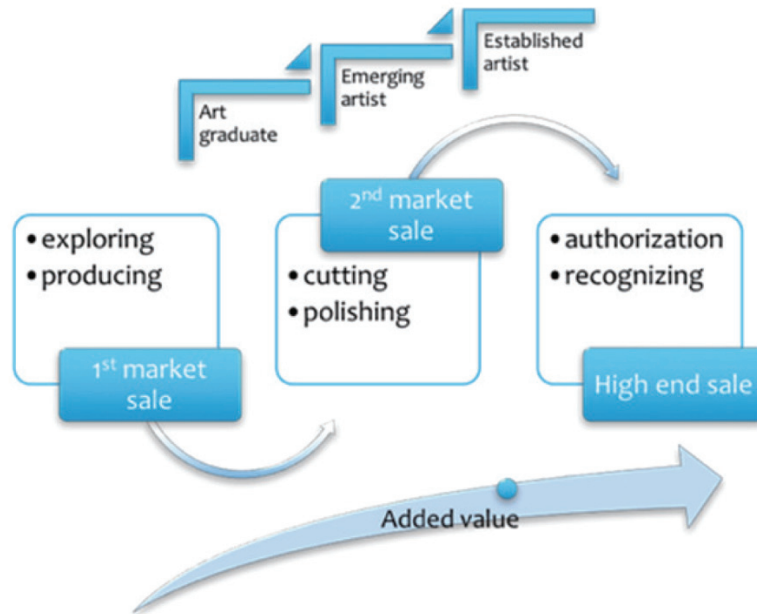 Established
artist
Emerging
artist
Art
graduate
• exploring
• producing
1st market
sale
2nd market
sale
• cutting
• polishing
• authorization
• recognizing
High end sale
Added value